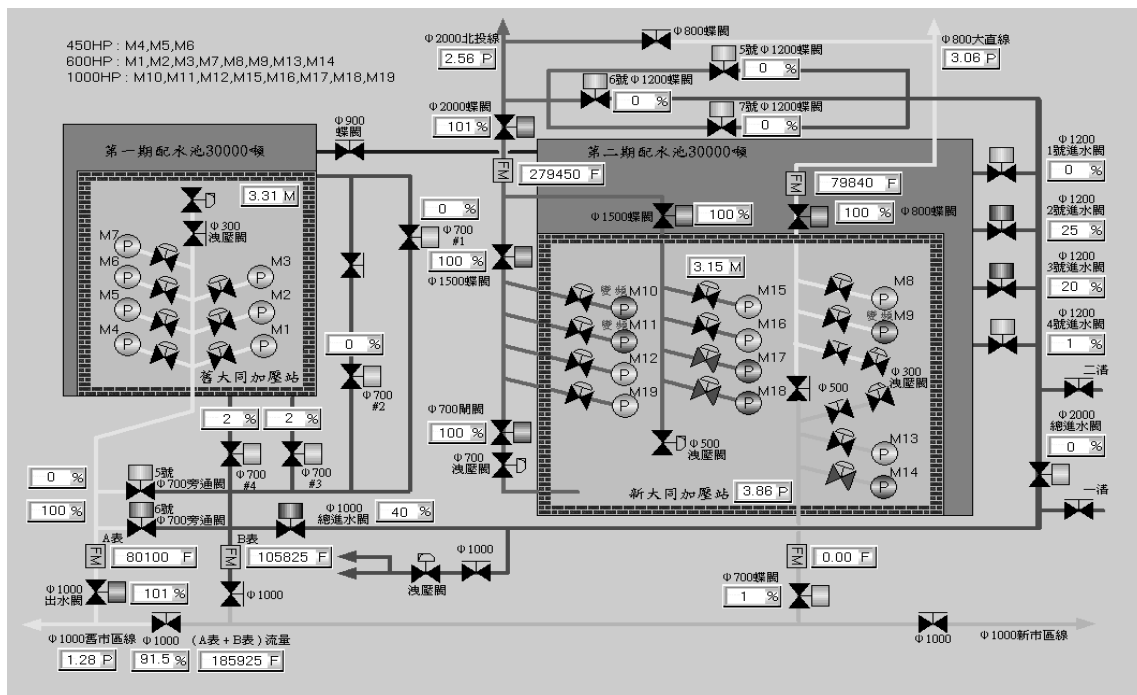 450HP : M4,M5,M6
600HP : M1,M2,M3,M7,M8,M9,M13,M14
1000HP : M10,M11,M12,M15,M16,M17,M18,M19
Φ2000北投線
2.56 P
Φ800蝶閥
Φ800大直線
3.06 P
5號Φ1200蝶閥
0 %
6號Φ1200蝶閥
0 %
7號Φ1200蝶閥
0 %
Φ2000蝶閥
101 %
Φ900
蝶閥
第一期配水池30000噸
第二期配水池30000噸
FM
279450 F
FM
79840 F
Φ1200
1號進水閥
0 %
Φ1200
2號進水閥
25 %
Φ1200
3號進水閥
20 %
Φ1200
4號進水閥
1 %
3.31 M
Φ300
洩壓閥
M7
M6
M5
M4
M3
M2
M1
P
P
P
P
P
P
P
舊大同加壓站
0 %
Φ700
#1
100 %
Φ1500蝶閥
Φ1500蝶閥
100 %
100 %
Φ800蝶閥
3.15 M
變頻M10
變頻M11
M12
M19
P
P
P
P
M15
M16
M17
M18
P
P
P
P
M8
變頻M9
P
P
Φ300
洩壓閥
Φ500
M13
M14
P
P
Φ500
洩壓閥
新大同加壓站
3.86 P
0 %
Φ700
#2
Φ700閘閥
100 %
Φ700
洩壓閥
二清
Φ2000
總進水閥
0 %
一清
2 %
2 %
Φ700
#4
Φ700
#3
0 %
5號
Φ700旁通閥
100 %
6號
Φ700旁通閥
Φ1000
總進水閥
40 %
A表
FM
80100 F
B表
FM
105825 F
Φ1000
洩壓閥
FM
0.00 F
Φ1000
出水閥
101 %
Φ1000
Φ700蝶閥
1 %
Φ1000舊市區線
1.28 P
Φ1000
91.5 %
(A表+B表)流量
185925 F
Φ1000
Φ1000新市區線